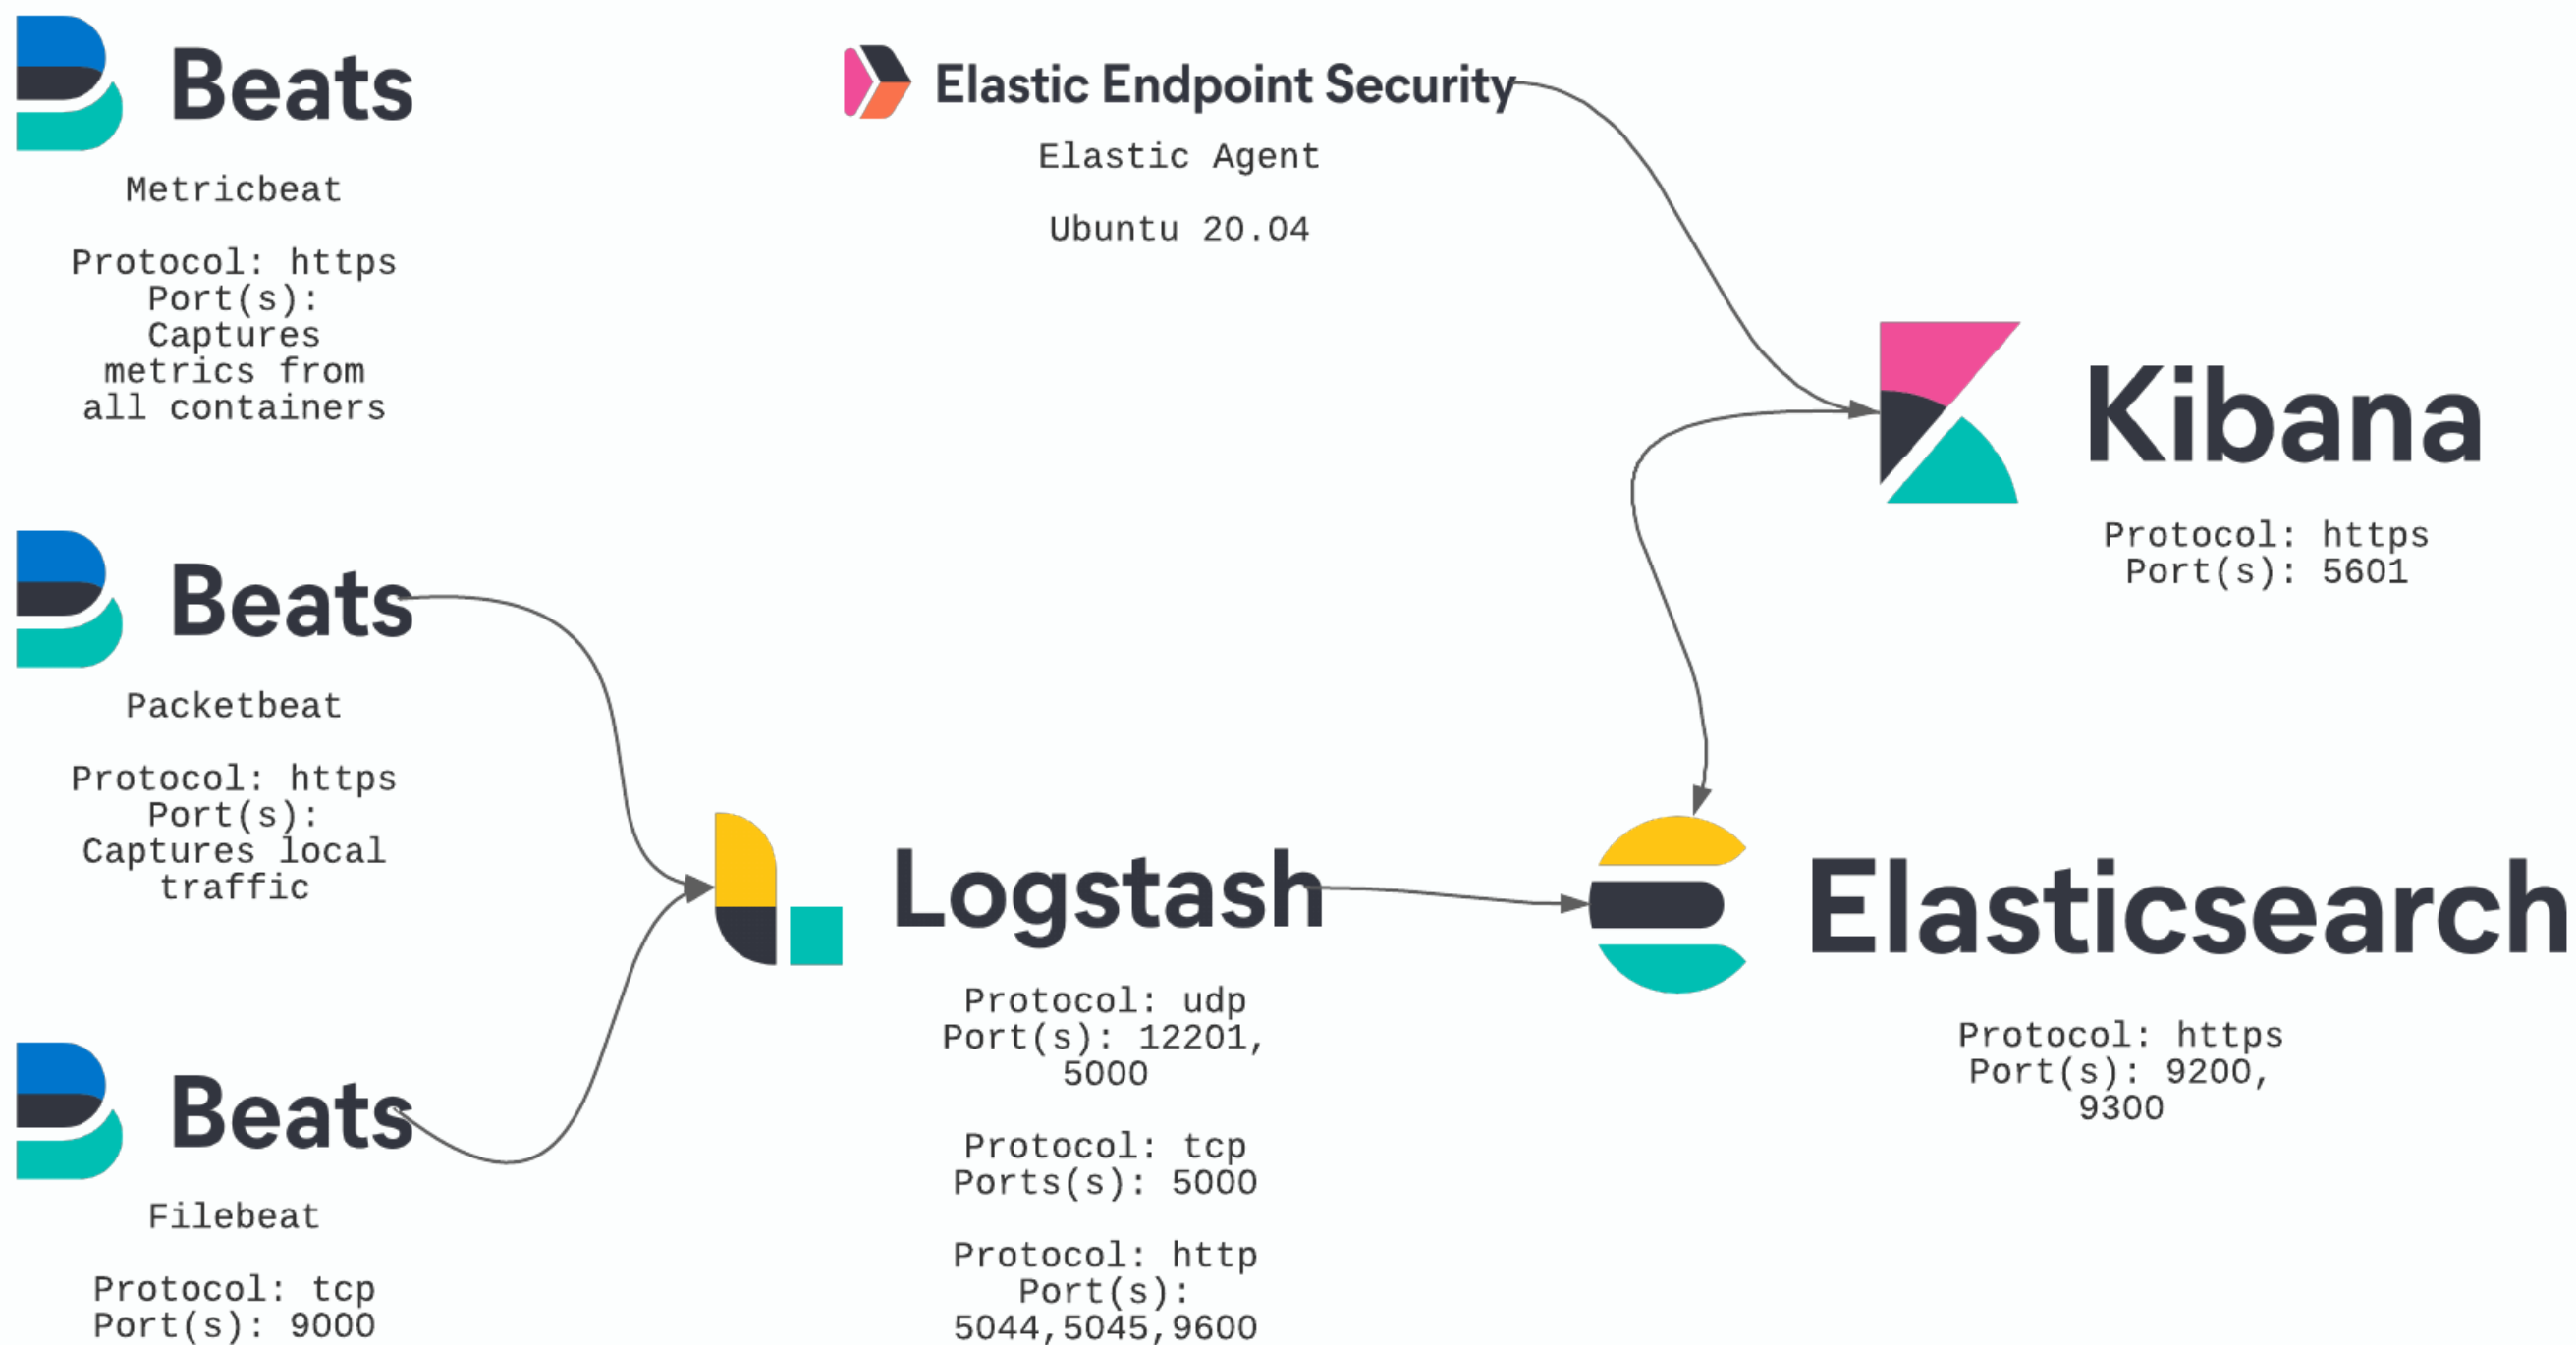 Beats
Metricbeat
Protocol: https
Port(s):
Captures
metrics from
all containers
Elastic Endpoint Security
Elastic Agent
Ubuntu 20.04
Kibana
Protocol: https
Port(s): 5601
Beats
Packetbeat
Protocol: https
Port(s):
Captures local
traffic
Logstash
Protocol: udp
Port(s): 12201,
5000
Protocol: tcp
Ports(s): 5000
Protocol: http
Port(s):
5044,5045,9600
Elasticsearch
Protocol: https
Port(s): 9200,
9300
Beats
Filebeat
Protocol: tcp
Port(s): 9000